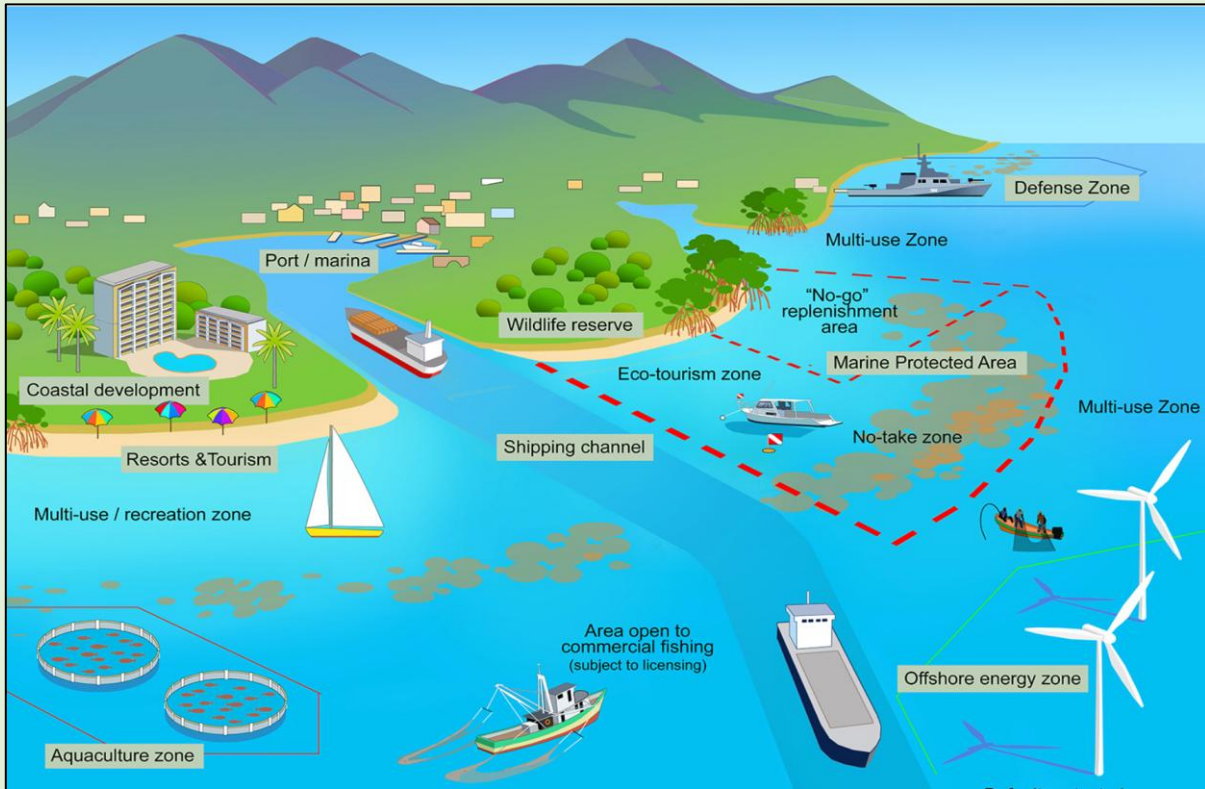 Defense Zone
Multi-use Zone
Port / marina
"No-go"
replenishment
area
Wildlife reserve
Marine Protected Area
Eco-tourism zone
Coastal development
Multi-use Zone
No-take zone
Shipping channel
Resorts &Tourism
Multi-use / recreation zone
Area open to
commercial fishing
(subject to licensing)
Offshore energy zone
Aquaculture zone